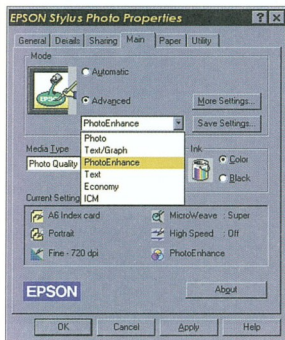 EPSON Stylus Photo Properties
General Details Sharing Main Paper Utility
Mode
Automatic
Advanced
More Settings...
PhotoEnhance
Save Settings...
Photo
Text/Graph
PhotoEnhance
Text
Economy
ICM
Media Type
Photo Quality
Ink
Color
Black
Current Setting
A6 Index card
MicroWeave : Super
Portrait
High Speed : Off
Fine - 720 dpi
PhotoEnhance
EPSON
About
OK Cancel Apply Help